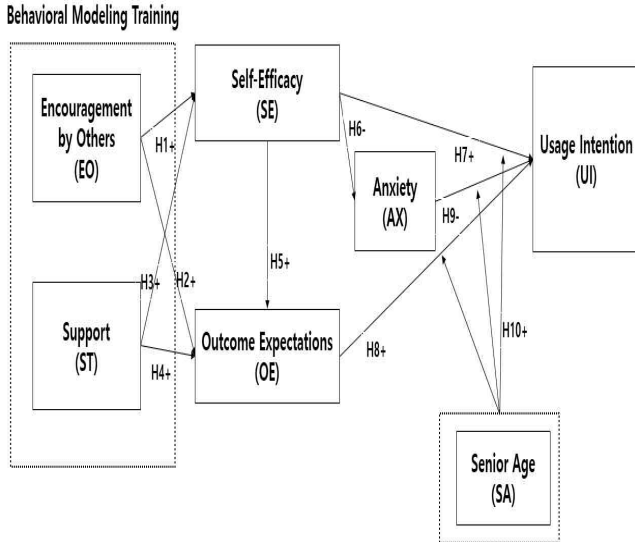 Behavioral Modeling Training
Encouragement
by Others
(EO)
Self-Efficacy
(SE)
Usage Intention
(UI)
Anxiety
(AX)
Support
(ST)
Outcome Expectations
(OE)
Senior Age
(SA)
H1+
H6-
H7+
H9-
H3+
H2+
H5+
H4+
H8+
H10+